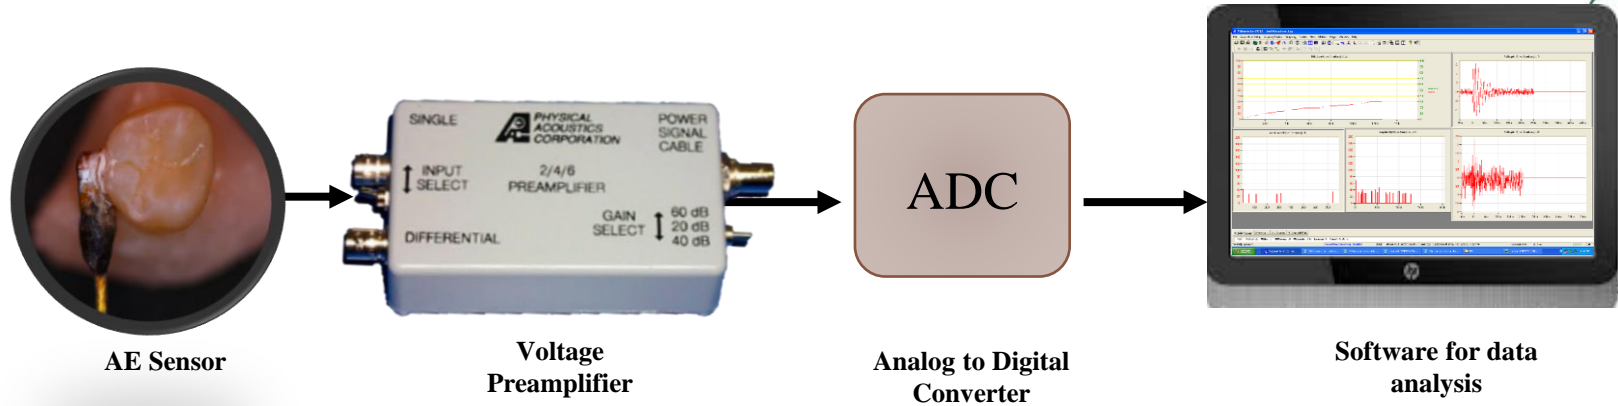 SINGLE
PHYSICAL
ACOUSTICS
CORPORATION
POWER
SIGNAL
CABLE
INPUT
SELECT
2/4/6
PREAMPLIFIER
GAIN
SELECT
60 dB
20 dB
40 dB
DIFFERENTIAL
ADC
hp
AE Sensor
Voltage
Preamplifier
Analog to Digital
Converter
Software for data
analysis